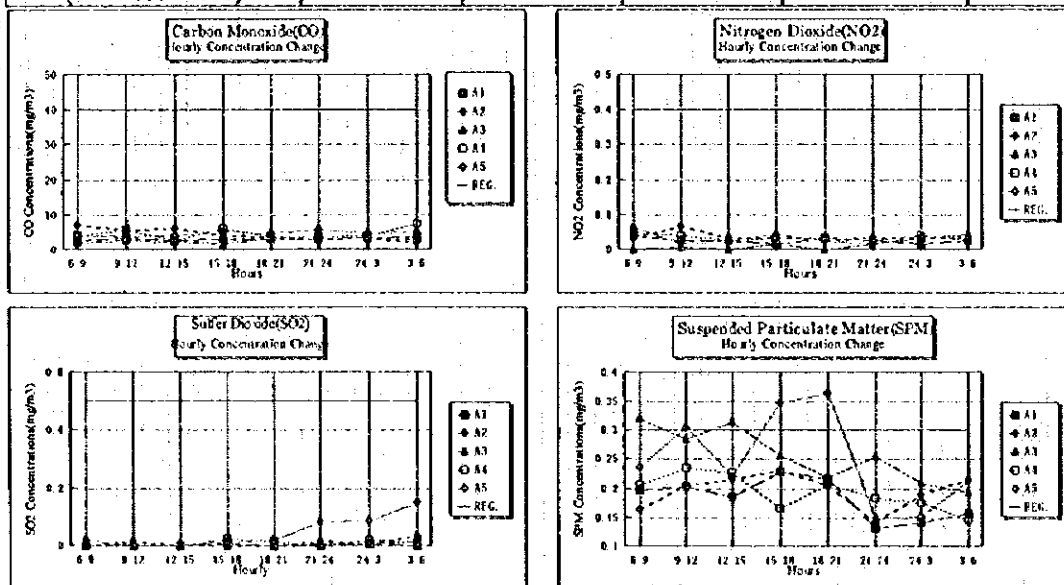 Carbon Monoxide(CO)
Hourly Concentration Change
CO Concentrations(mg/m3)
50
40
30
20
10
0
6-9 9-12 12-15 15-18 18-21 21-24 24-3 3-6
Hours
A1
A2
A3
A4
A5
REG.
Nitrogen Dioxide(NO2)
Hourly Concentration Change
NO2 Concentrations(mg/m3)
0.5
0.4
0.3
0.2
0.1
0
6-9 9-12 12-15 15-18 18-21 21-24 24-3 3-6
Hours
A1
A2
A3
A4
A5
REG.
Sulfer Dioxide(SO2)
Hourly Concentration Change
SO2 Concentrations(mg/m3)
0.2
0
6-9 9-12 12-15 15-18 18-21 21-24 24-3 3-6
Hourly
A1
A2
A3
A4
A5
REG.
Suspended Particulate Matter(SPM)
Hourly Concentration Change
SPM Concentrations(mg/m3)
0.4
0.35
0.3
0.25
0.2
0.15
0.1
6-9 9-12 12-15 15-18 18-21 21-24 24-3 3-6
Hours
A1
A2
A3
A4
A5
REG.